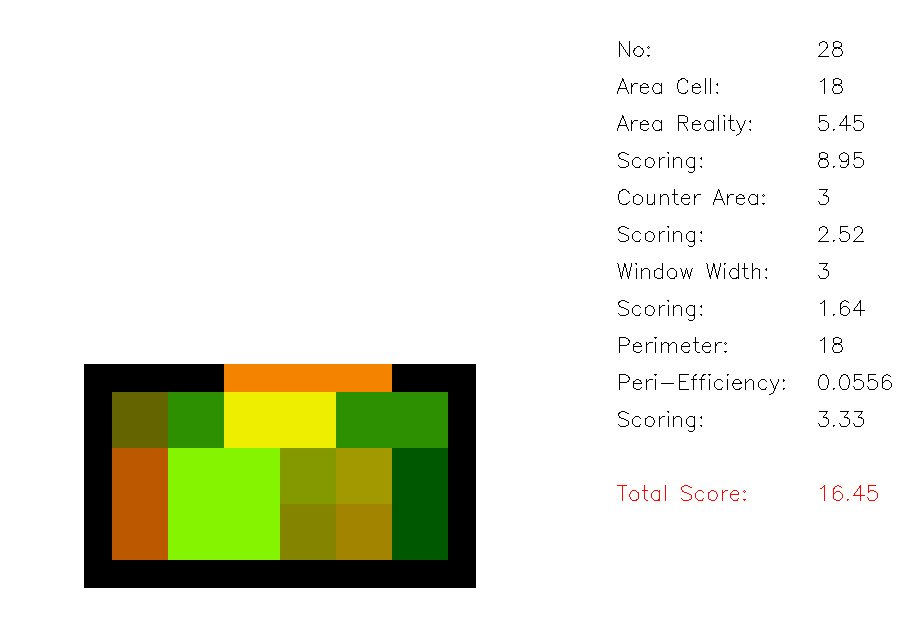 No: 28
Area Cell: 18
Area Reality: 5.45
Scoring: 8.95
Counter Area: 3
Scoring: 2.52
Window Width: 3
Scoring: 1.64
Perimeter: 18
Peri-Efficiency: 0.0556
Scoring: 3.33
Total Score: 16.45